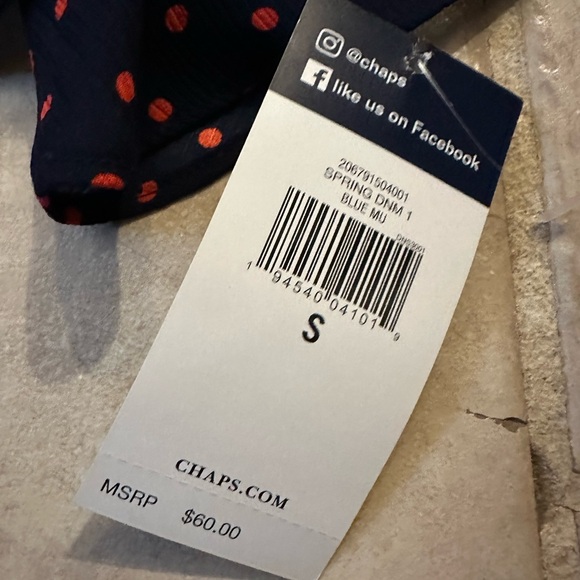 @chaps
f like us on Facebook
206791504001
SPRING DNM 1
BLUE MU
1 94540 04101 9
S
CHAPS.COM
MSRP $60.00